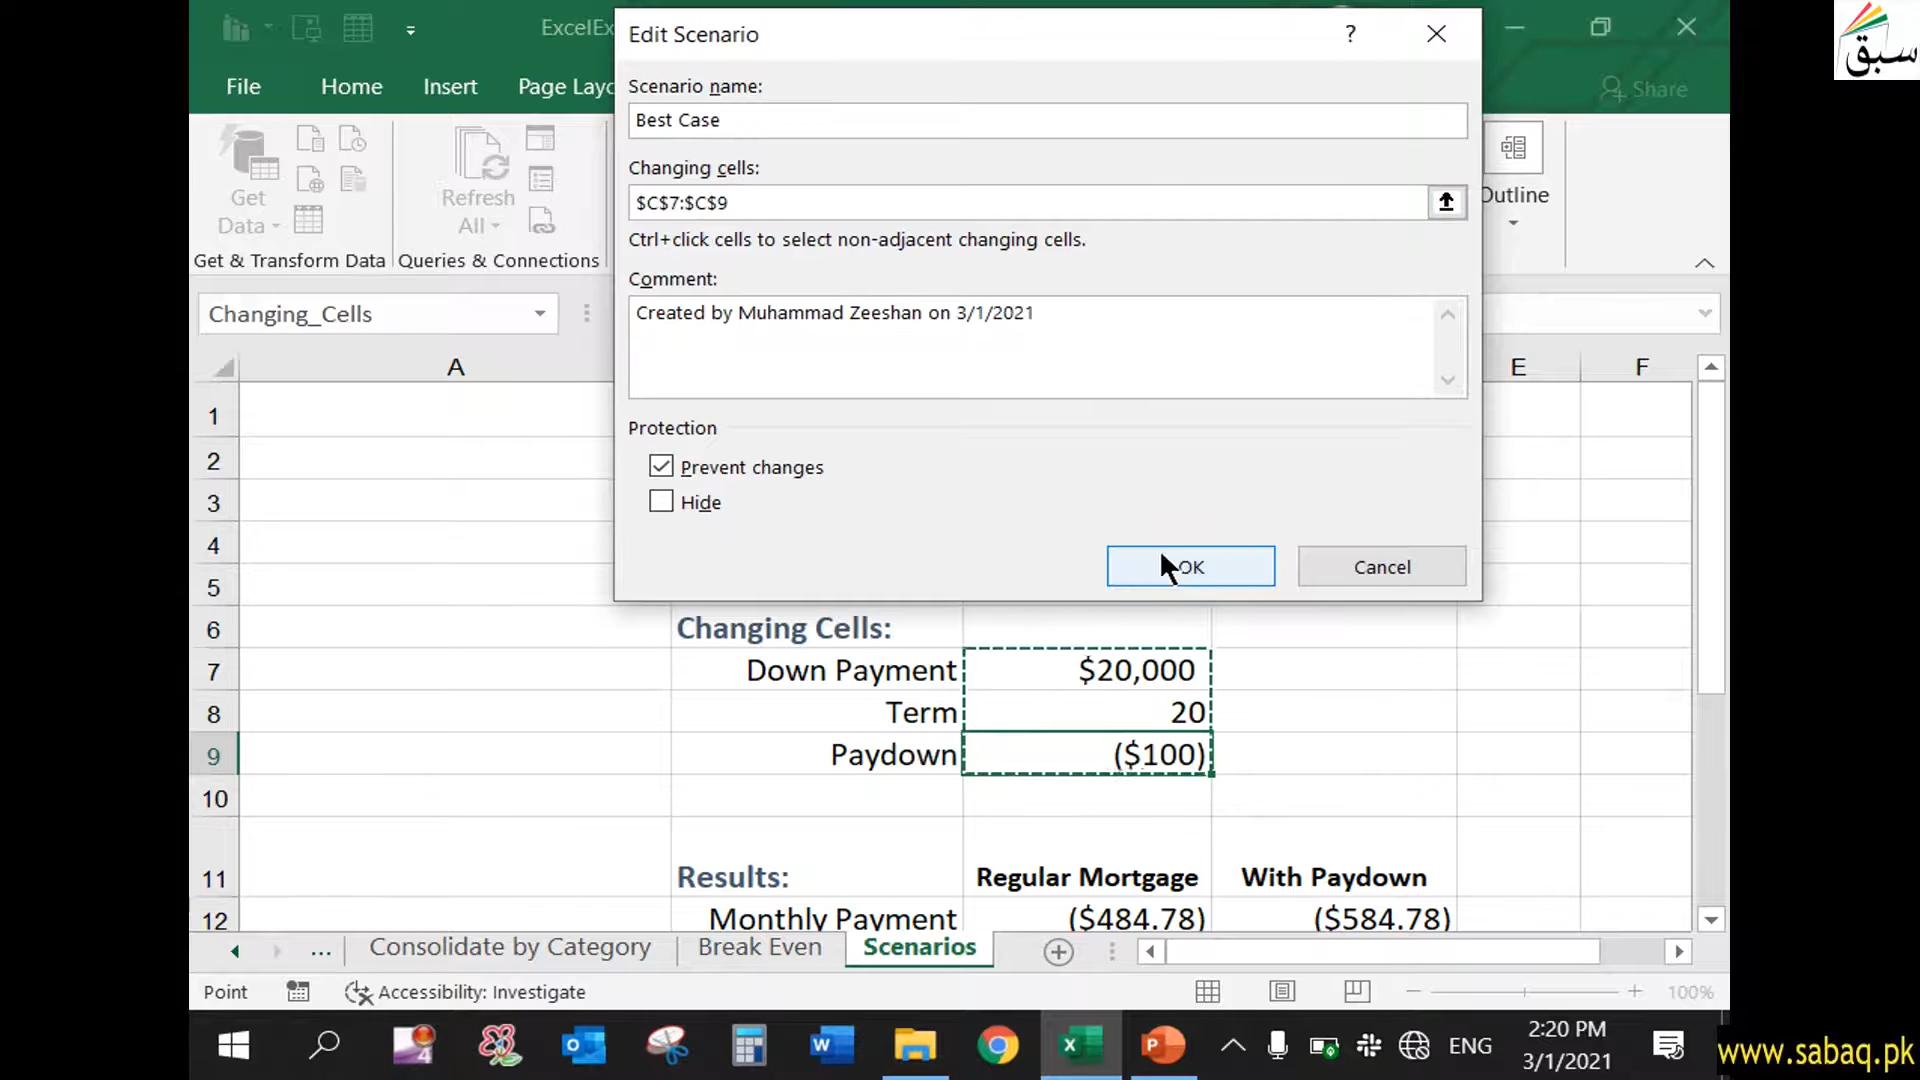 ExcelEx
Edit Scenario
?
سبق
File
Home
Insert
Page Layo
Share
Scenario name:
Best Case
Changing cells:
$C$7:$C$9
Ctrl+click cells to select non-adjacent changing cells.
Comment:
Created by Muhammad Zeeshan on 3/1/2021
Protection
Prevent changes
Hide
OK
Cancel
Get
Data
Refresh
All
Outline
Get & Transform Data
Queries & Connections
Changing_Cells
A
E
F
1
2
3
4
5
6
Changing Cells:
7
Down Payment
$20,000
8
Term
20
9
Paydown
($100)
10
11
Results:
Regular Mortgage
With Paydown
12
Monthly Payment
($484.78)
($584.78)
...
Consolidate by Category
Break Even
Scenarios
Point
Accessibility: Investigate
100%
4
ENG
2:20 PM
3/1/2021
www.sabaq.pk